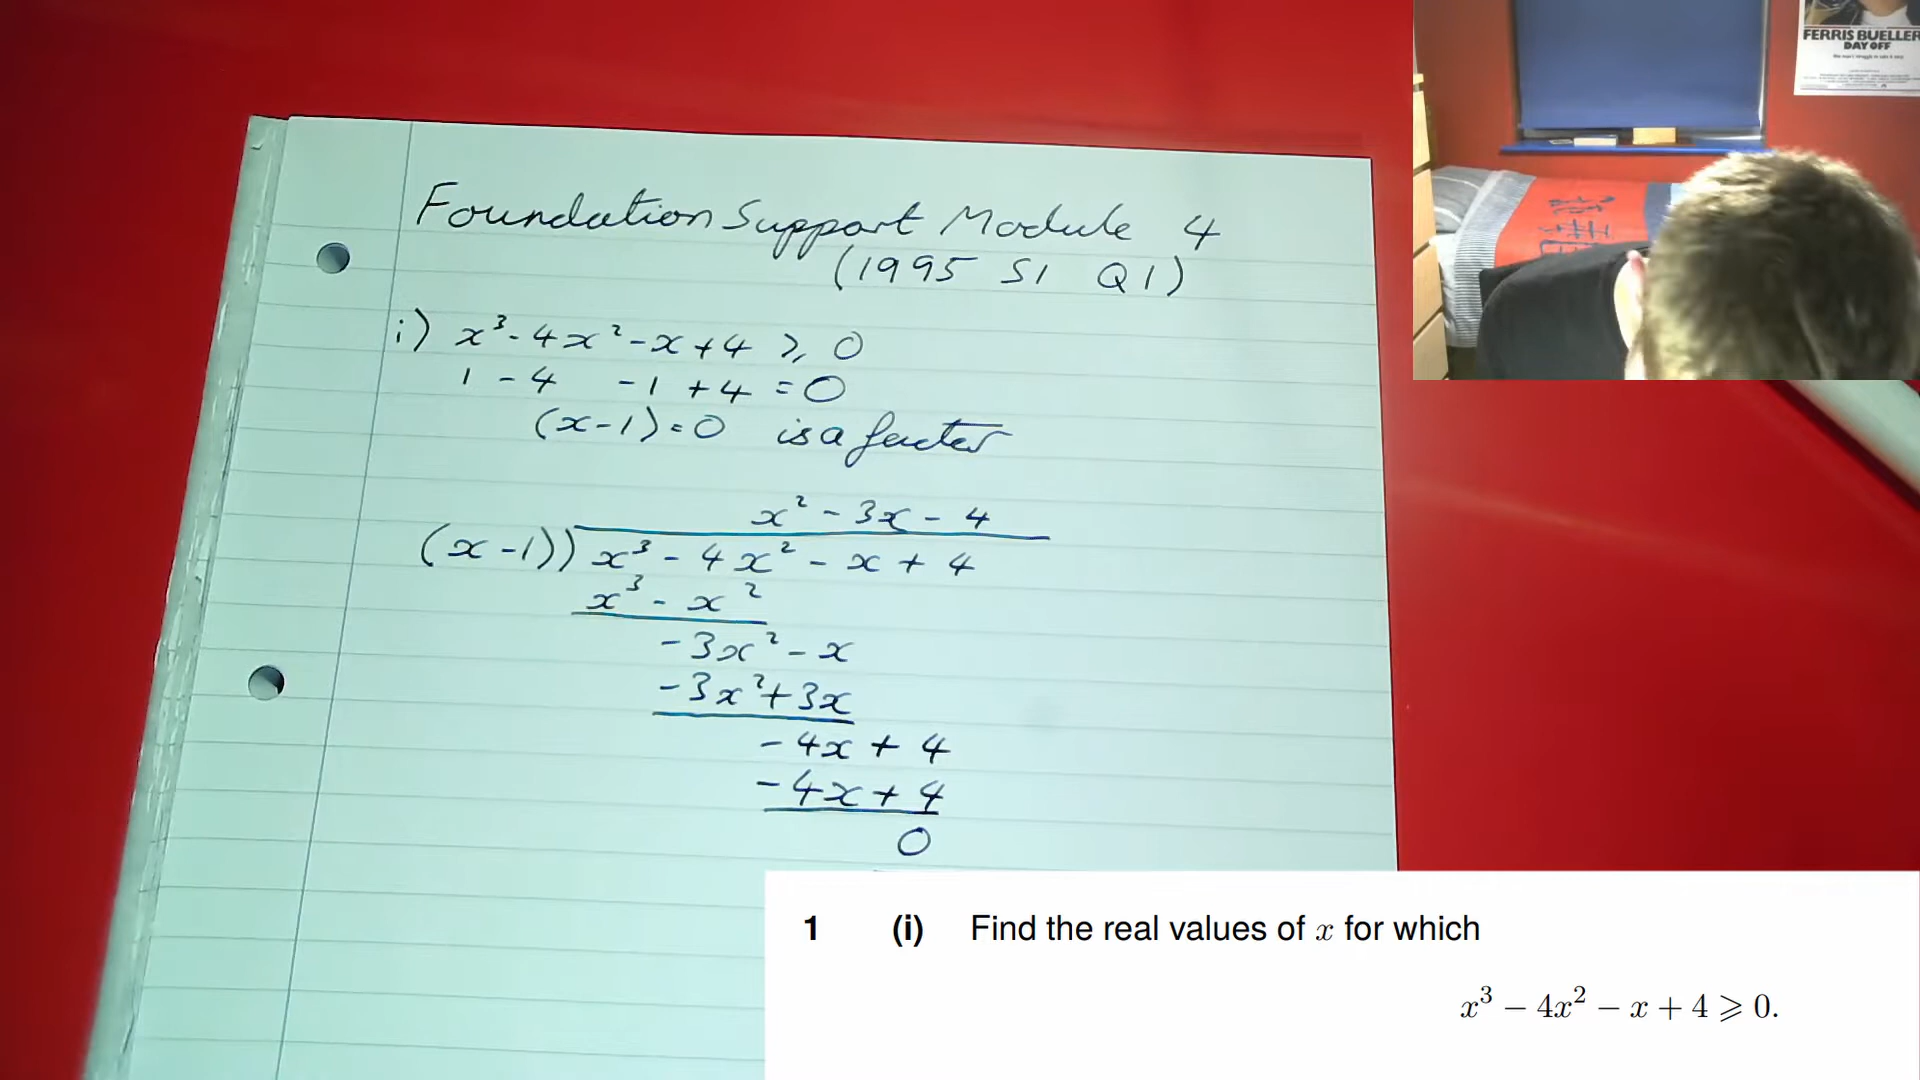 Foundation Support Module 4
(1995 S1 Q1)
i) x³-4x²-x+4 ⩾ 0
1 -4 -1 +4 = 0
(x-1)=0 is a factor
x² - 3x - 4
(x-1)) x³ - 4x² - x + 4
x³ - x²
-3x² - x
-3x² + 3x
- 4x + 4
- 4x + 4
0
FERRIS BUELLER
DAY OFF
1 (i) Find the real values of x for which
x³ − 4x² − x + 4 ⩾ 0.